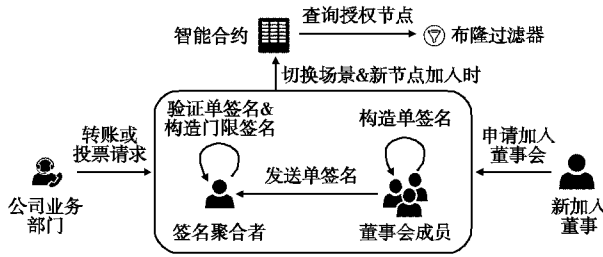 查询授权节点
智能合约
布隆过滤器
切换场景&新节点加入时
验证单签名&
构造门限签名
构造单签名
转账或
投票请求
申请加入
董事会
发送单签名
公司业务
部门
签名聚合者
董事会成员
新加入
董事